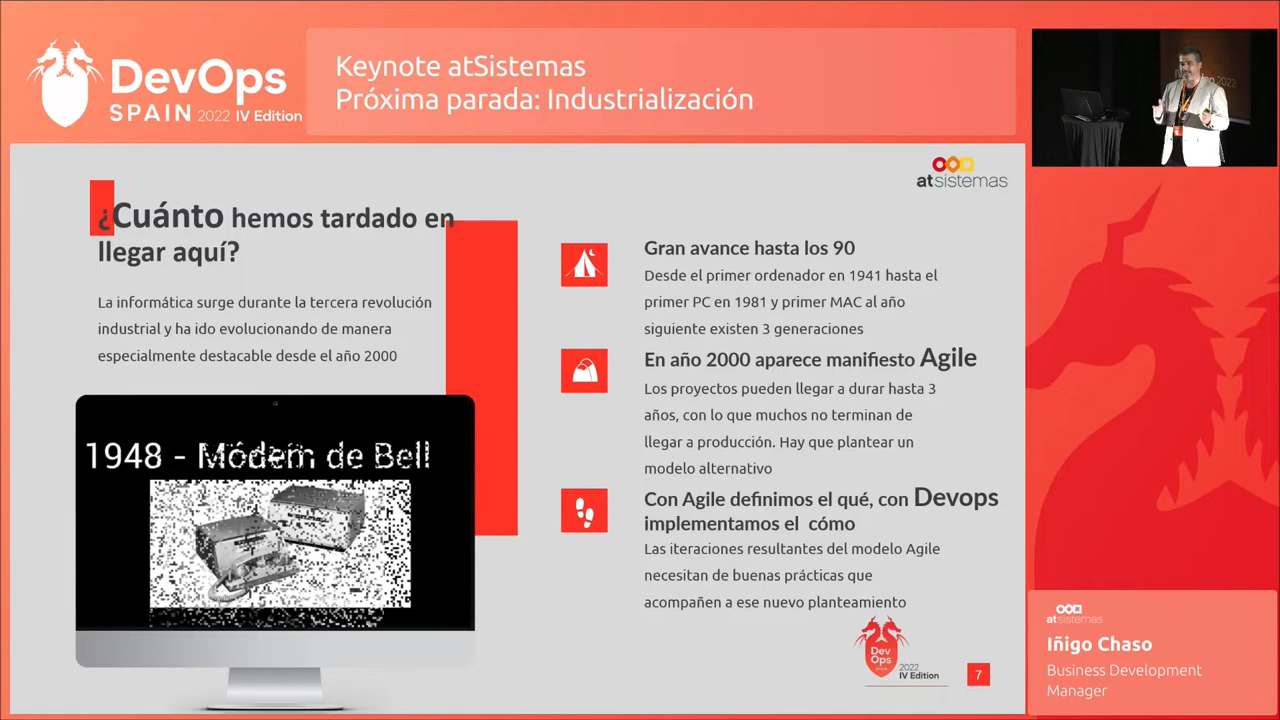 DevOps
SPAIN 2022 IV Edition
Keynote atSistemas
Próxima parada: Industrialización
atsistemas
¿Cuánto hemos tardado en
llegar aquí?
La informática surge durante la tercera revolución
industrial y ha ido evolucionando de manera
especialmente destacable desde el año 2000
1948 - Módem de Bell
Gran avance hasta los 90
Desde el primer ordenador en 1941 hasta el
primer PC en 1981 y primer MAC al año
siguiente existen 3 generaciones
En año 2000 aparece manifiesto Agile
Los proyectos pueden llegar a durar hasta 3
años, con lo que muchos no terminan de
llegar a producción. Hay que plantear un
modelo alternativo
Con Agile definimos el qué, con Devops
implementamos el cómo
Las iteraciones resultantes del modelo Agile
necesitan de buenas prácticas que
acompañen a ese nuevo planteamiento
Dev
Ops
2022
IV Edition
7
atsistemas
Iñigo Chaso
Business Development
Manager